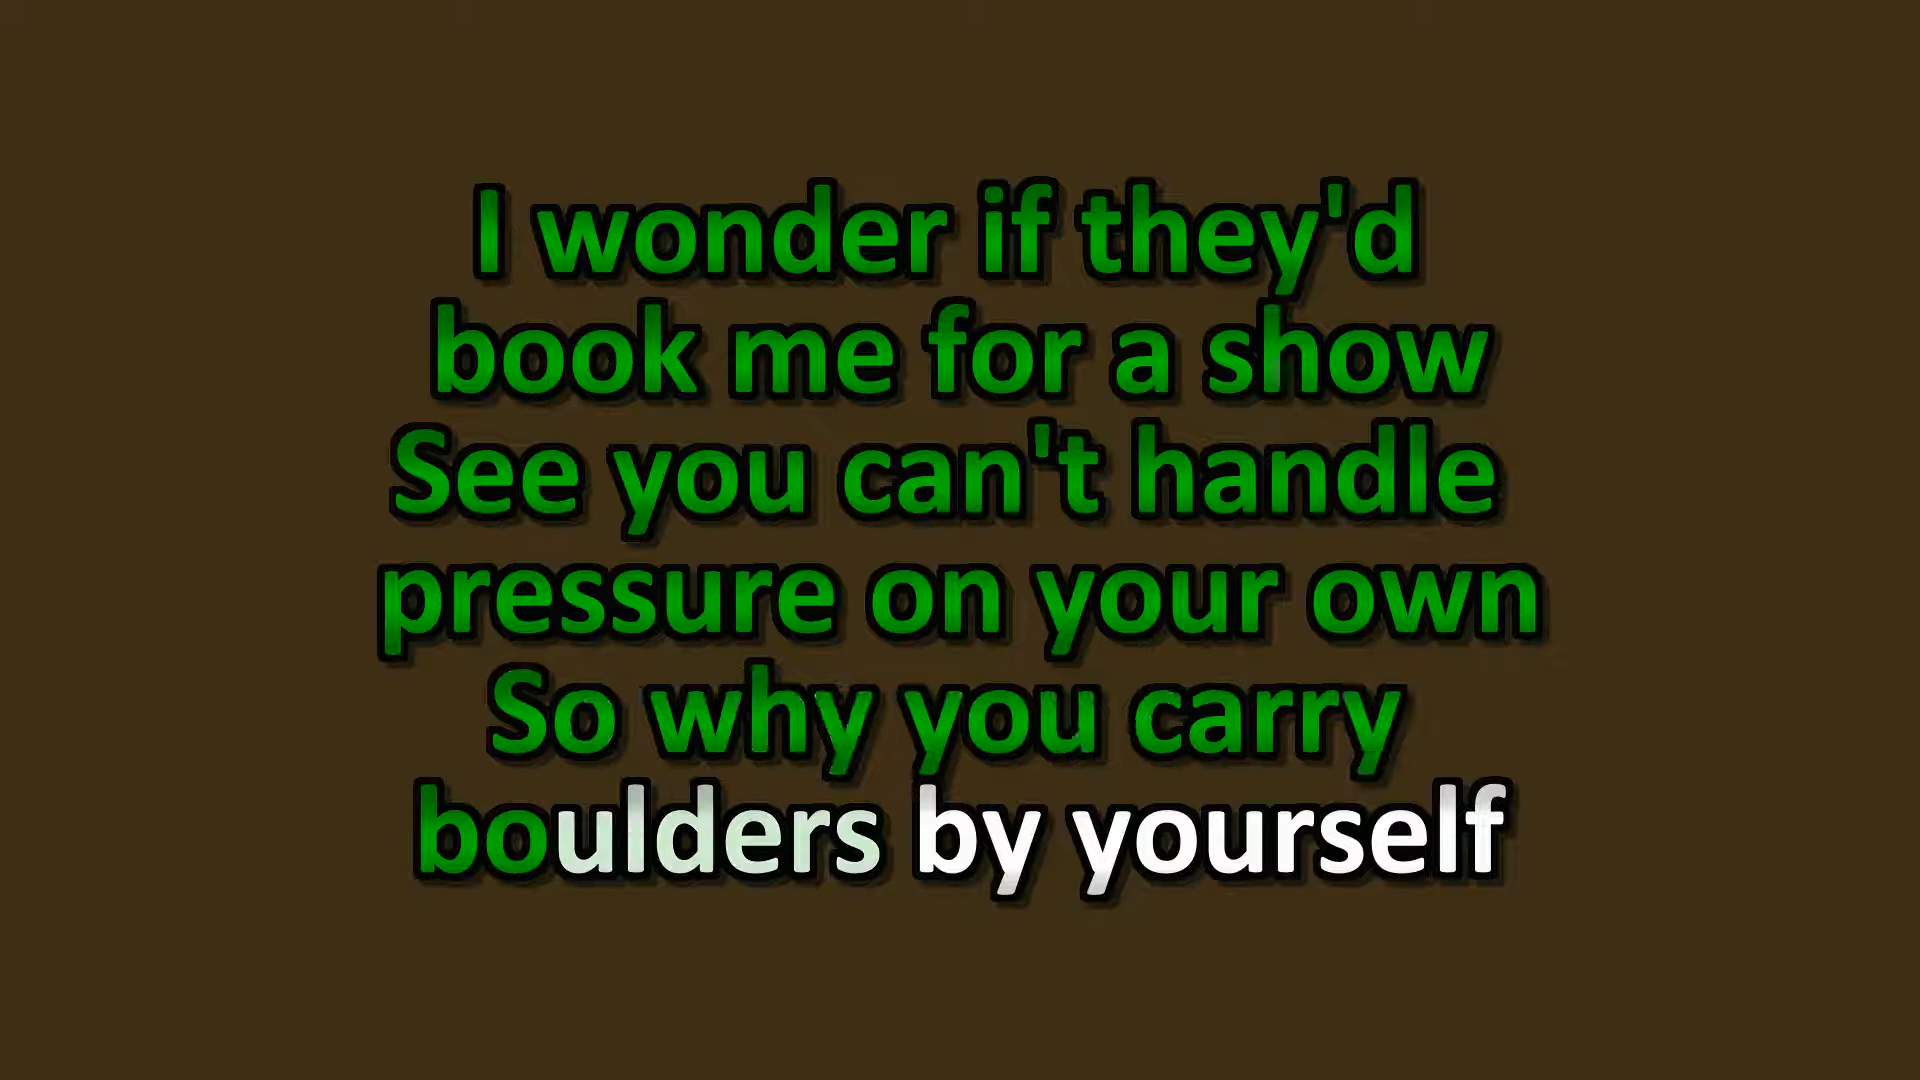 I wonder if they'd
book me for a show
See you can't handle
pressure on your own
So why you carry
boulders by yourself